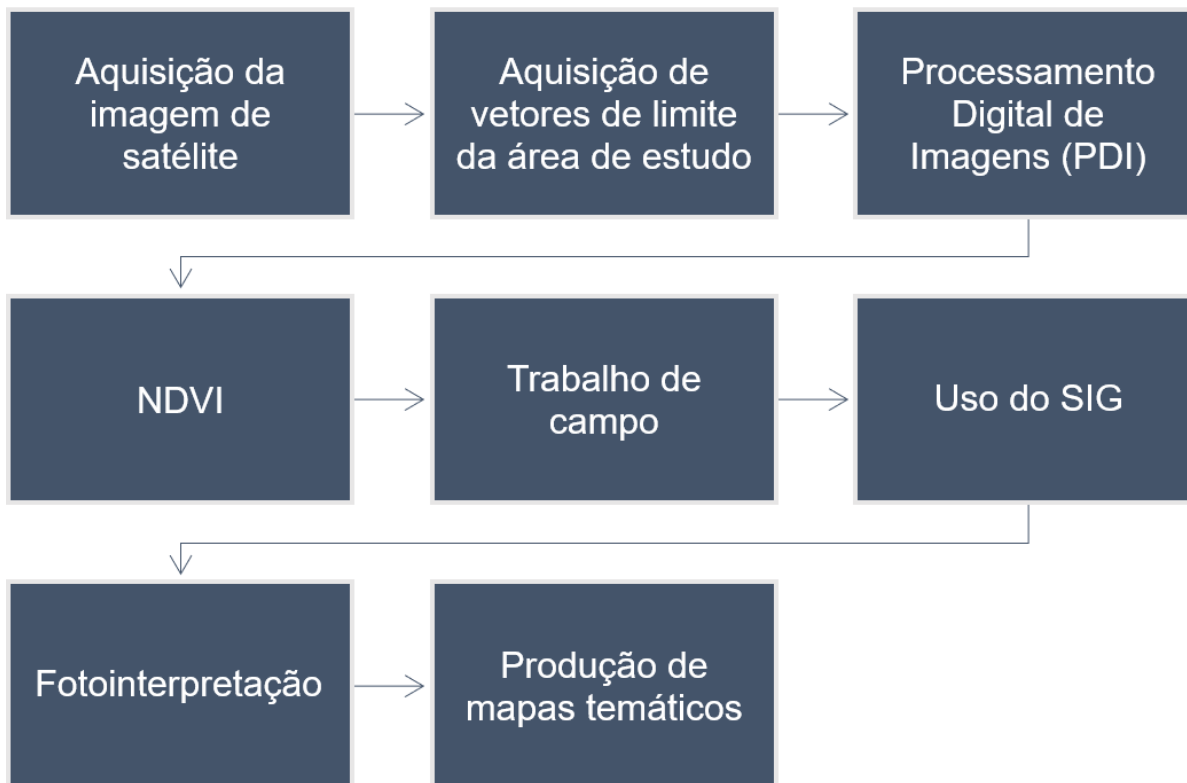 Aquisição da
imagem de
satélite
Aquisição de
vetores de limite
da área de estudo
Processamento
Digital de
Imagens (PDI)
NDVI
Trabalho de
campo
Uso do SIG
Fotointerpretação
Produção de
mapas temáticos